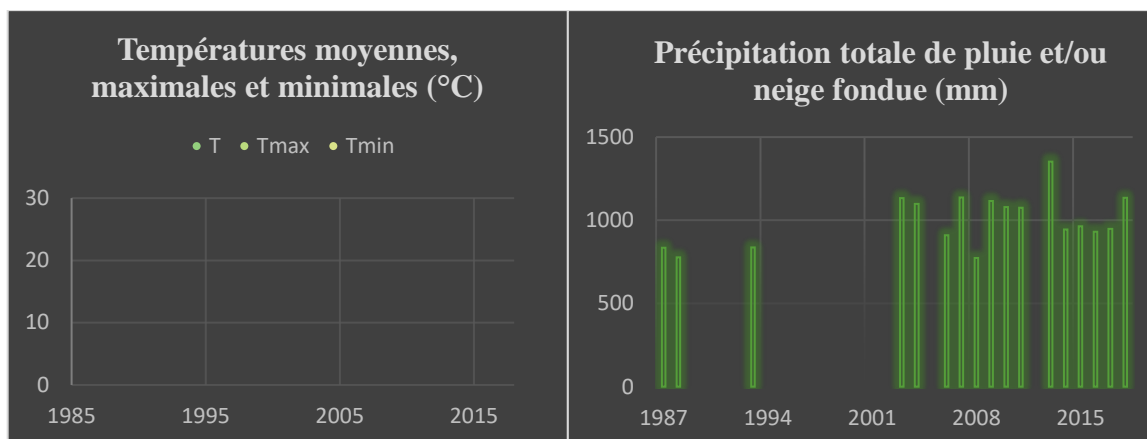 Températures moyennes,
maximales et minimales (°C)
T Tmax Tmin
30
20
10
0
1985 1995 2005 2015
Précipitation totale de pluie et/ou
neige fondue (mm)
1500
1000
500
0
1987 1994 2001 2008 2015